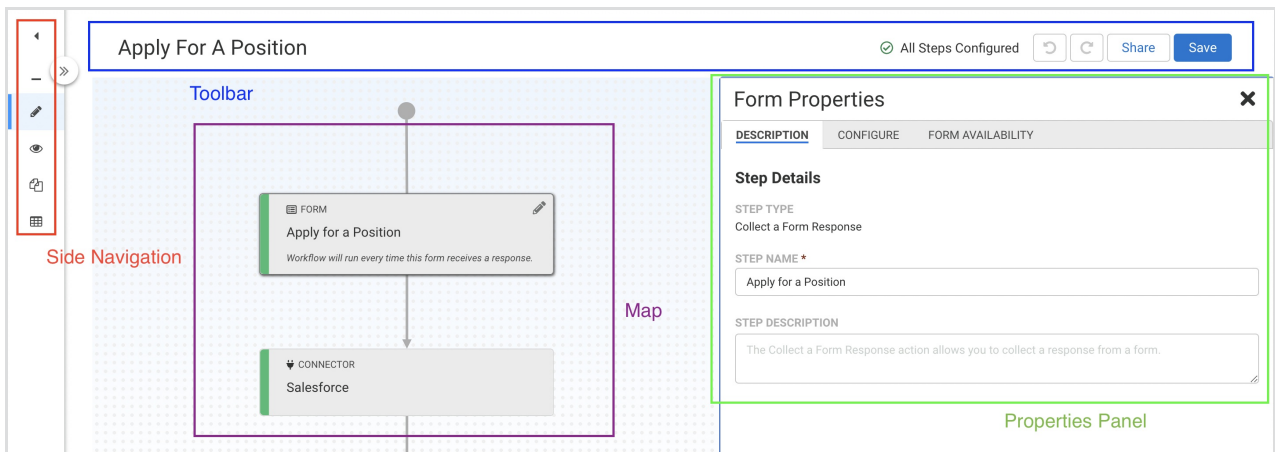 Apply For A Position
All Steps Configured
Share
Save
Toolbar
Form Properties
DESCRIPTION CONFIGURE FORM AVAILABILITY
Step Details
STEP TYPE
Collect a Form Response
STEP NAME *
Apply for a Position
STEP DESCRIPTION
The Collect a Form Response action allows you to collect a response from a form.
FORM
Apply for a Position
Workflow will run every time this form receives a response.
Side Navigation
Map
CONNECTOR
Salesforce
Properties Panel